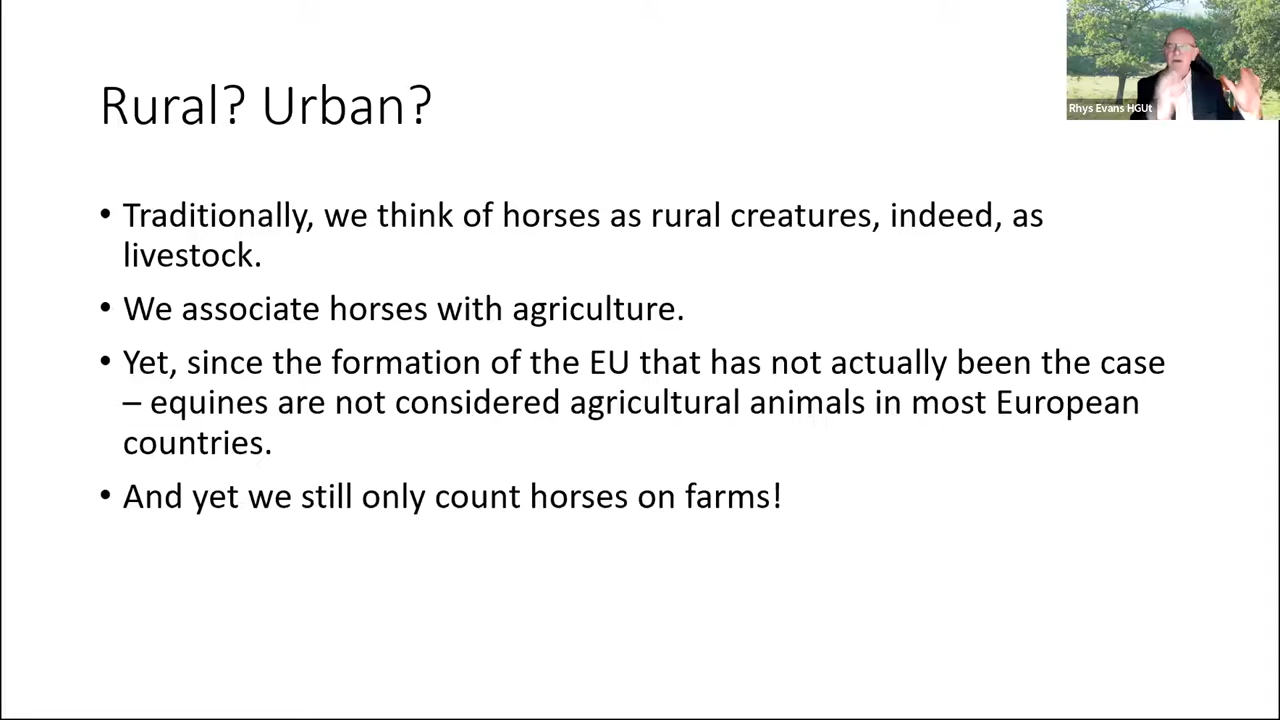 Rural? Urban?
Rhys Evans HGUt
• Traditionally, we think of horses as rural creatures, indeed, as
livestock.
• We associate horses with agriculture.
• Yet, since the formation of the EU that has not actually been the case
– equines are not considered agricultural animals in most European
countries.
• And yet we still only count horses on farms!